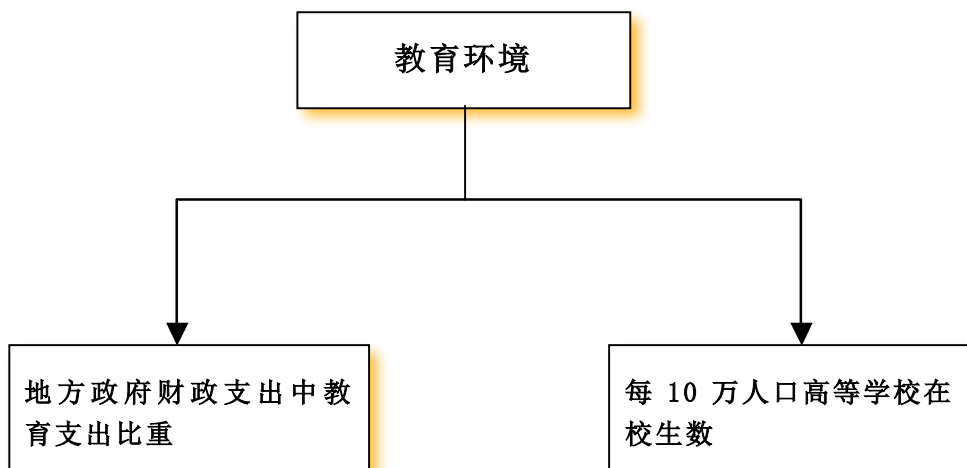 教育环境
地方政府财政支出中教
育支出比重
每 10 万人口高等学校在
校生数